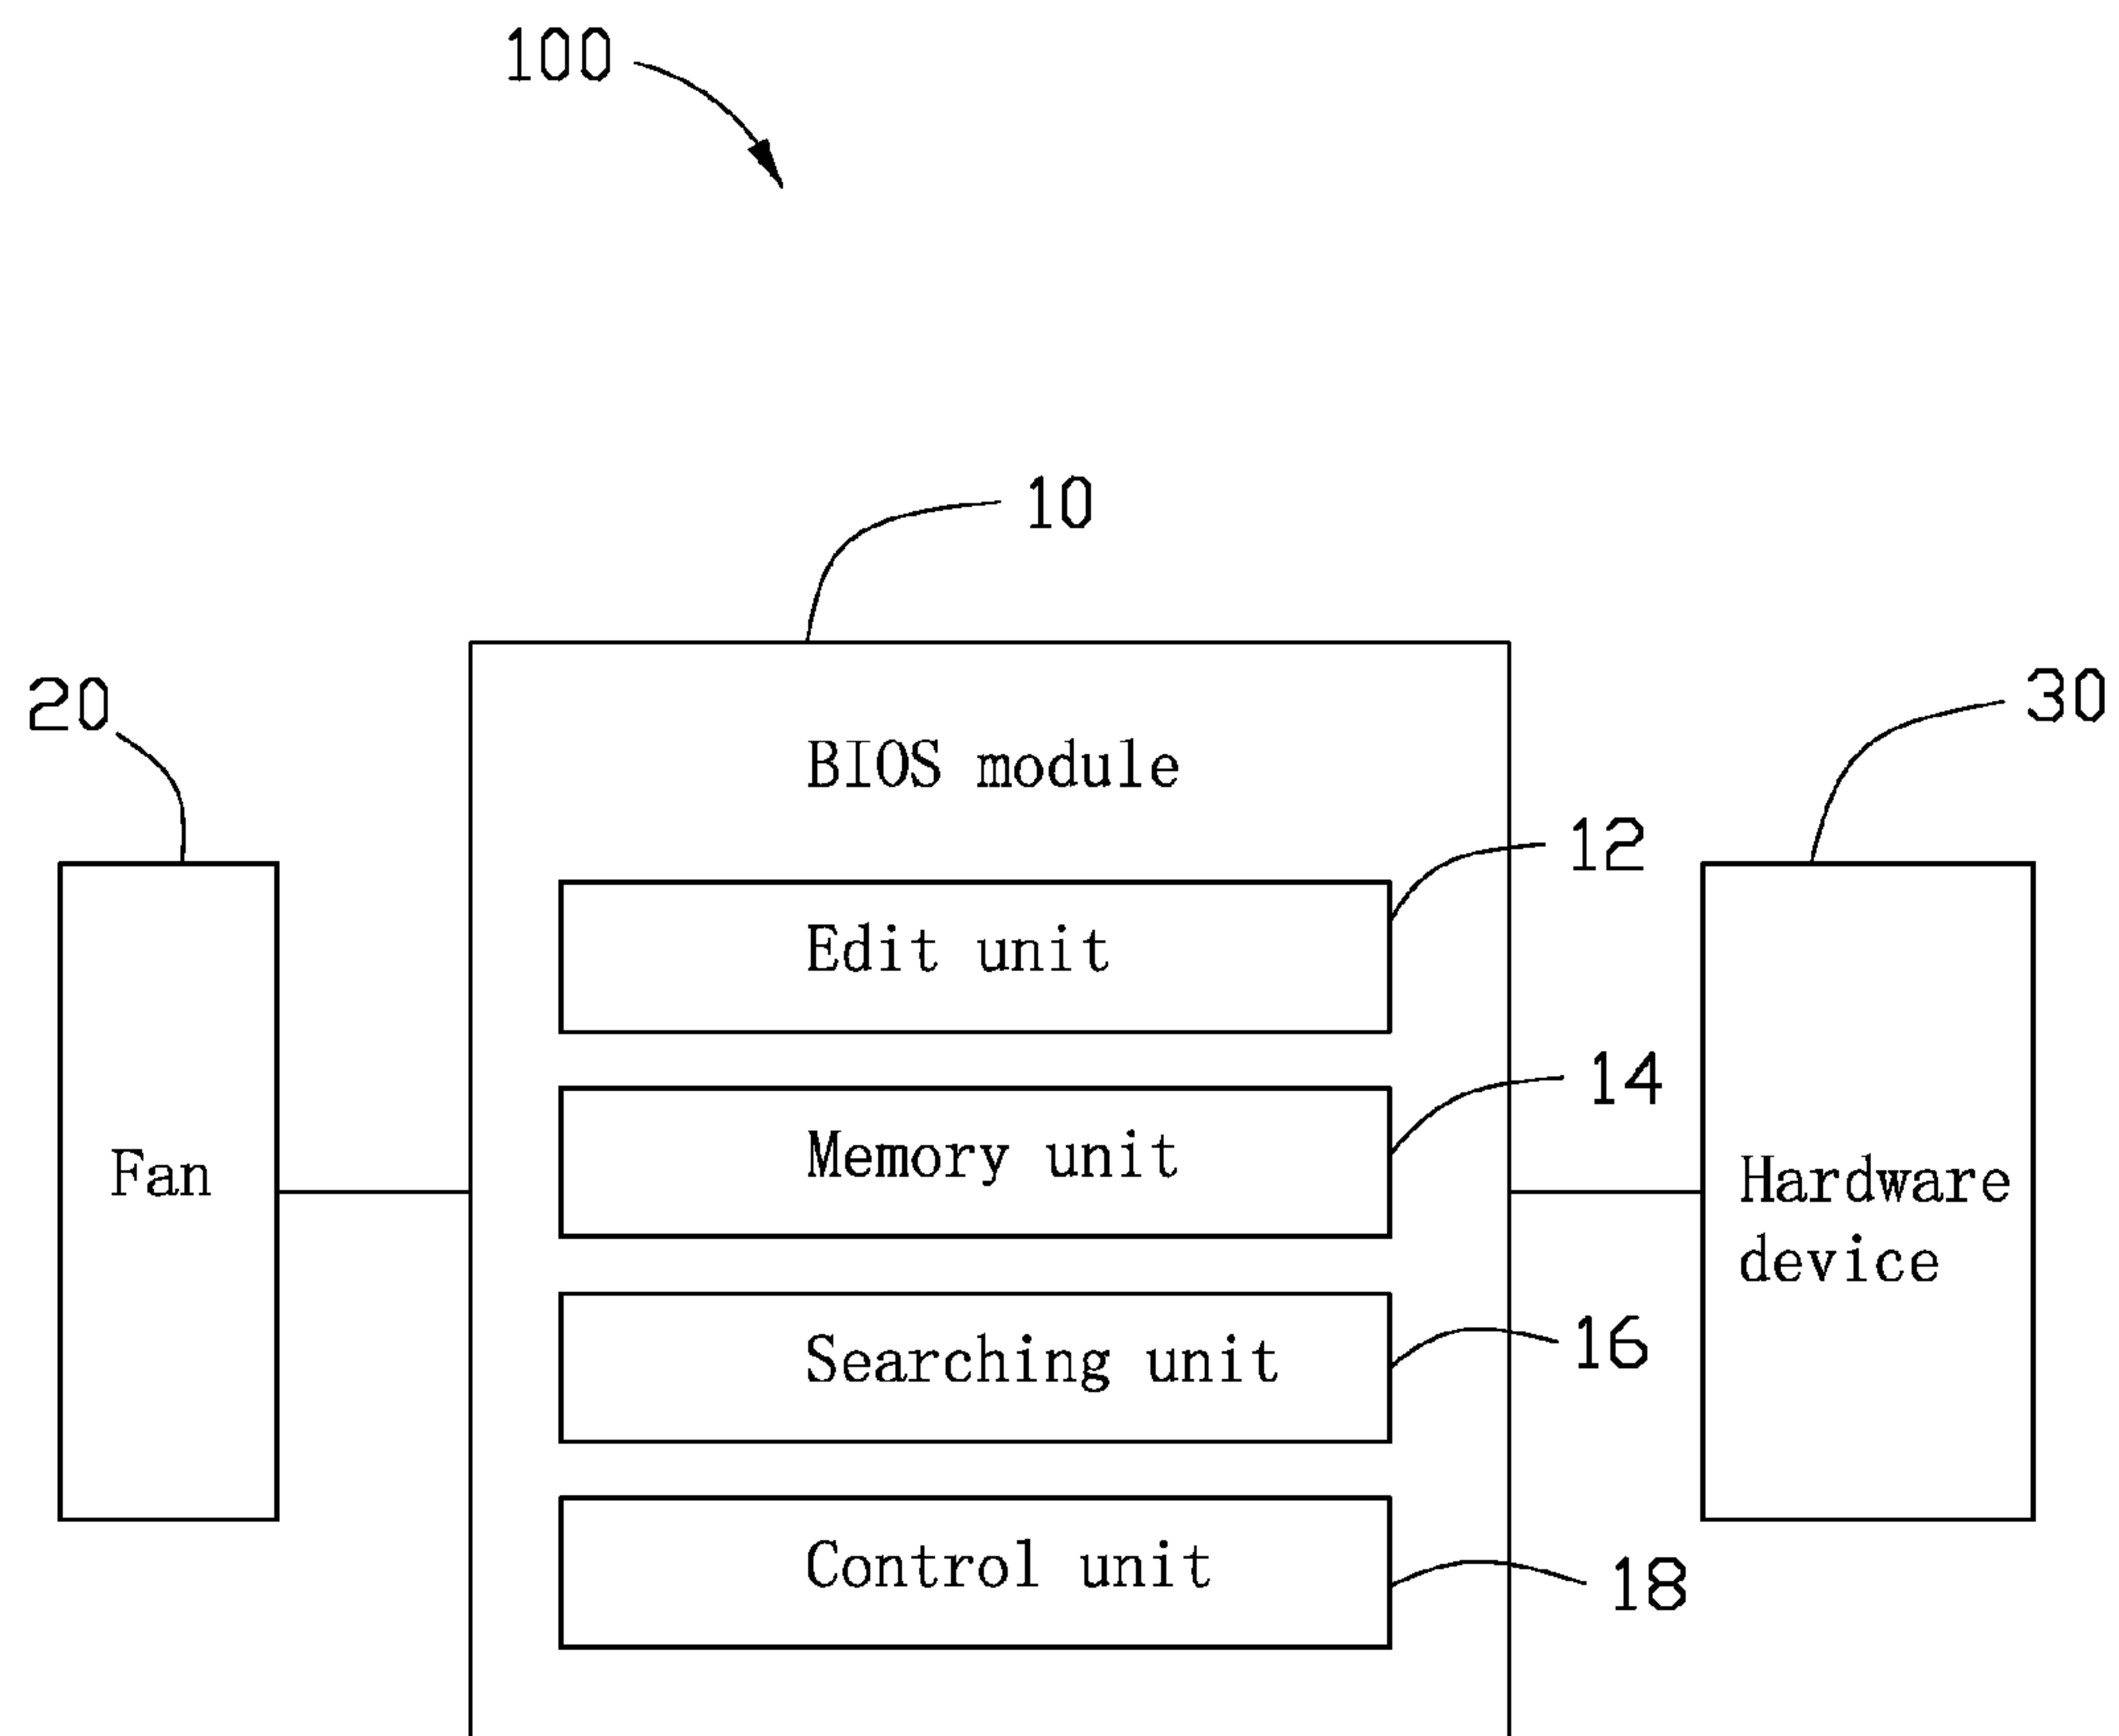 100
10
20
30
BIOS module
12
Edit unit
14
Memory unit
Fan
Hardware
device
16
Searching unit
Control unit
18